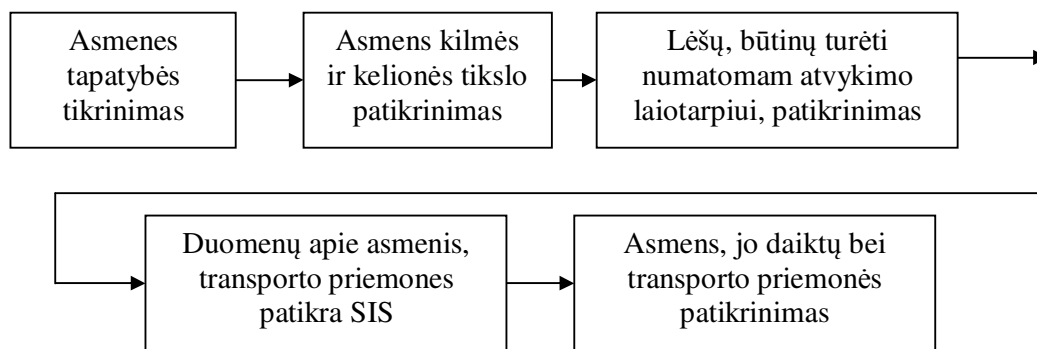 Asmenes
tapatybės
tikrinimas
Asmens kilmės
ir kelionės tikslo
patikrinimas
Lėšų, būtinų turėti
numatomam atvykimo
laiotarpiui, patikrinimas
Duomenų apie asmenis,
transporto priemones
patikra SIS
Asmens, jo daiktų bei
transporto priemonės
patikrinimas